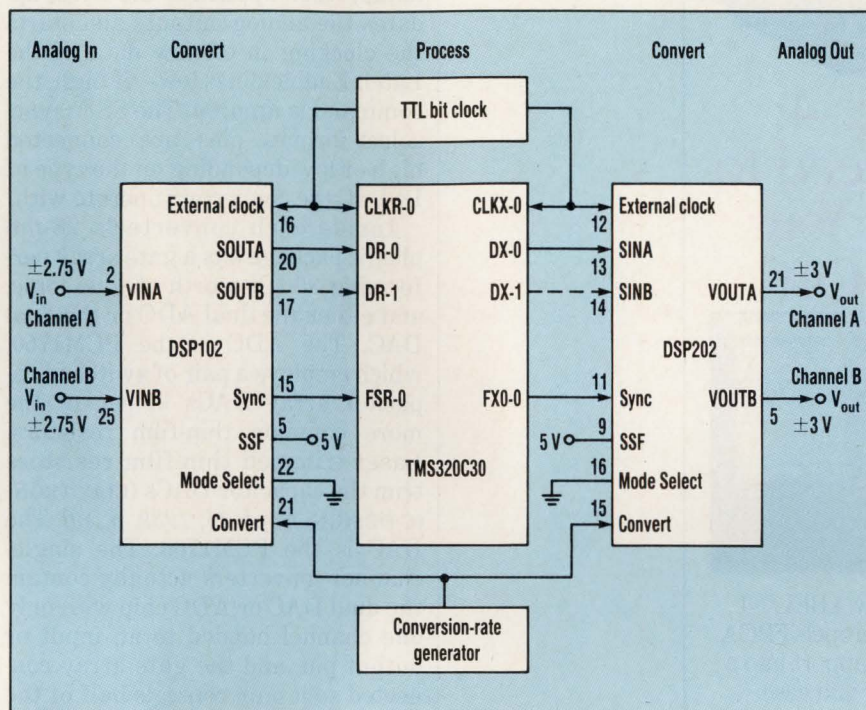 Analog In Convert Process Convert Analog Out
TTL bit clock
External clock CLKR-0 CLKX-0 External clock
16 12
SOUTA DR-0 DX-0 SINA
20 13
±2.75 V SOUTB DR-1 DX-1 SINB 21 ±3 V
V_in 2 VINA 17 14 VOUTA V_out
Channel A Channel A
DSP102 DSP202
Channel B 15 11 Channel B
V_in VINB Sync FSR-0 FX0-0 Sync VOUTB V_out
±2.75 V 25 5 9 5 ±3 V
SSF 5 V 5 V SSF
22 TMS320C30 16
Mode Select Mode Select
21 15
Convert Convert
Conversion-rate
generator